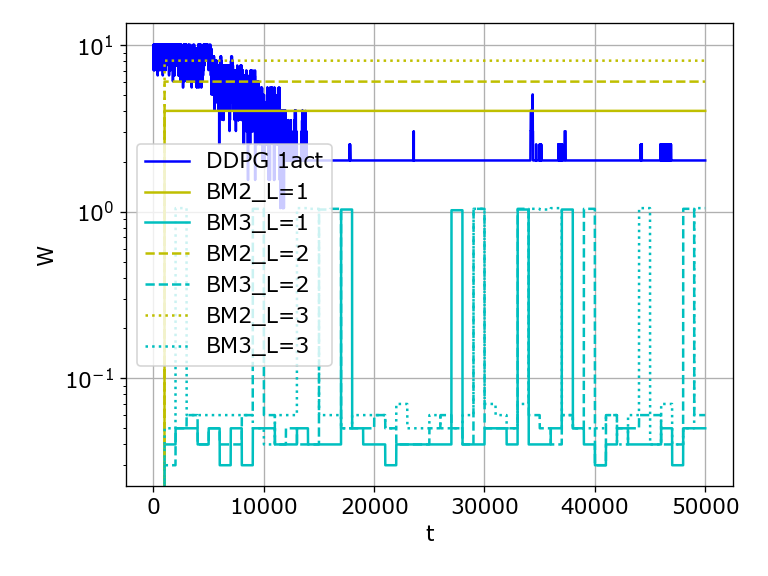 10¹
10⁰
10⁻¹
W
DDPG 1act
BM2_L=1
BM3_L=1
BM2_L=2
BM3_L=2
BM2_L=3
BM3_L=3
0 10000 20000 30000 40000 50000
t